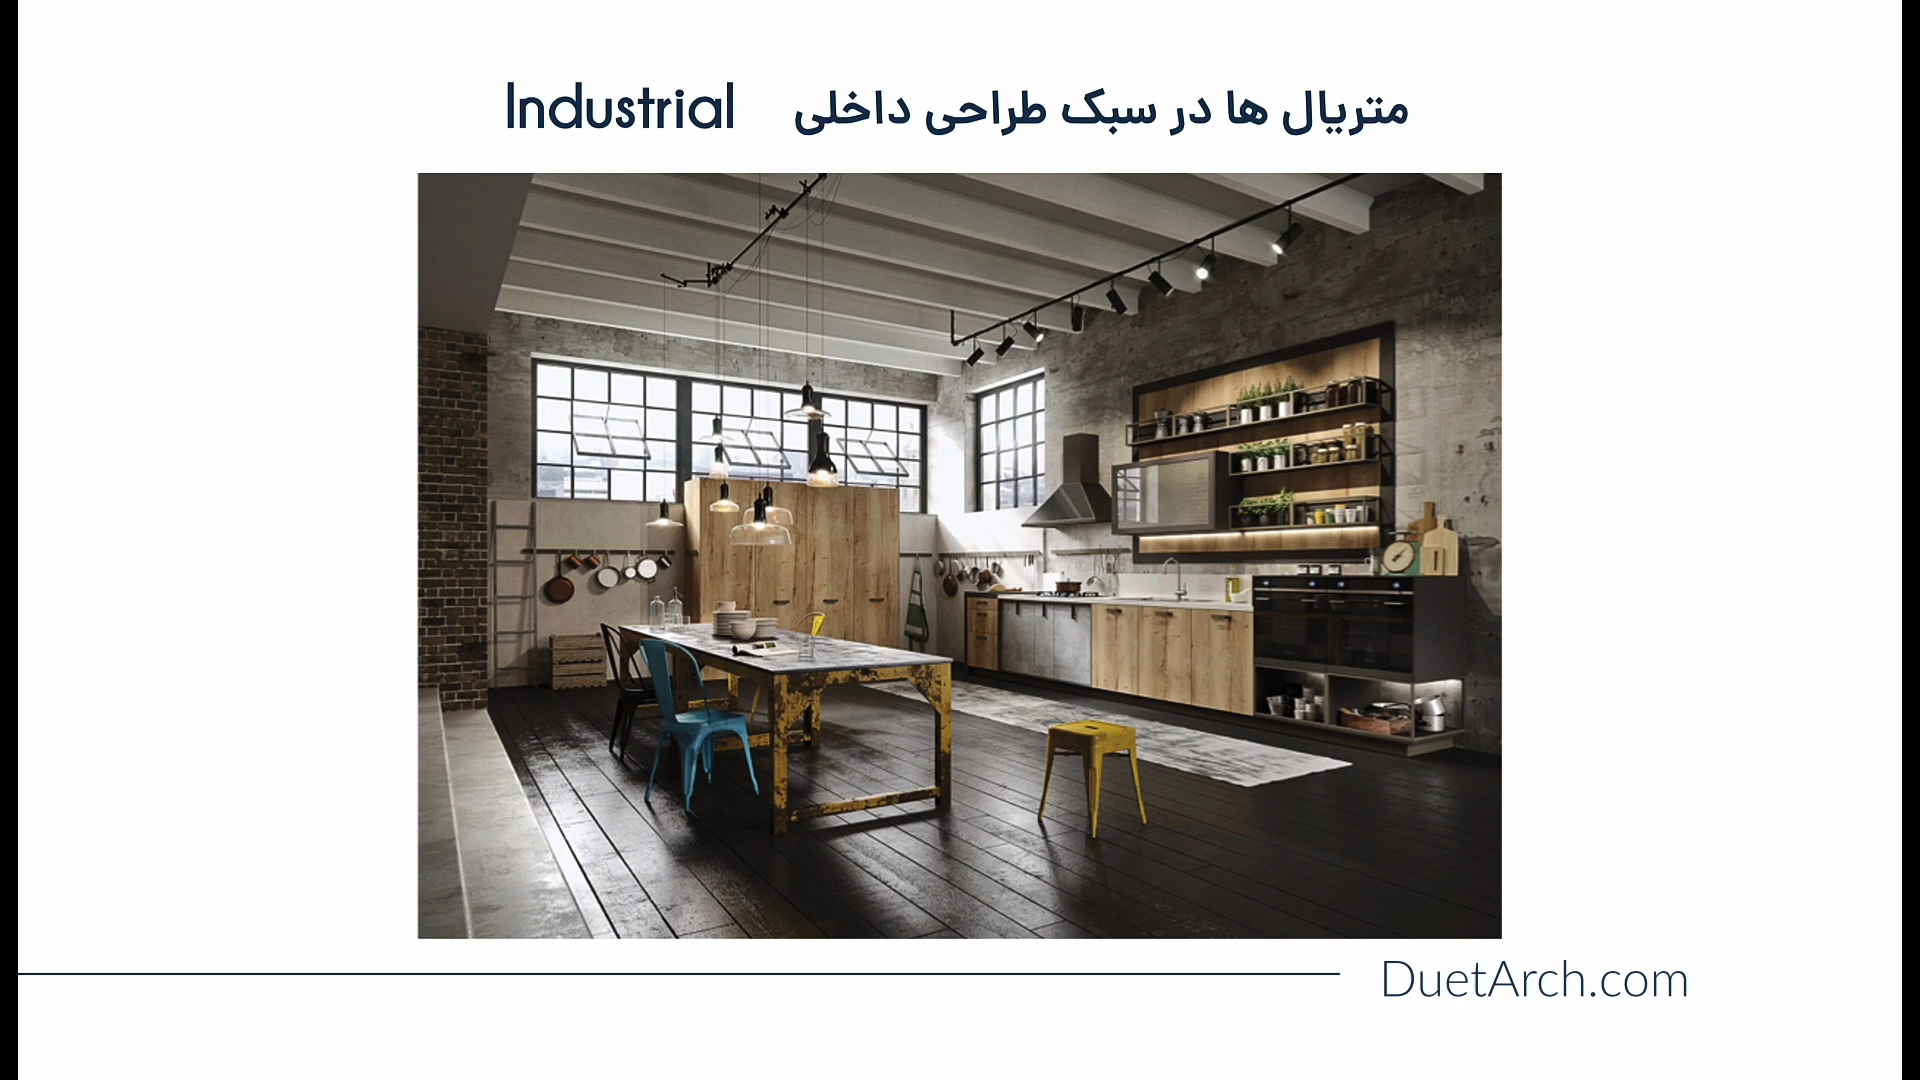 متریال ها در سبک طراحی داخلی Industrial
DuetArch.com